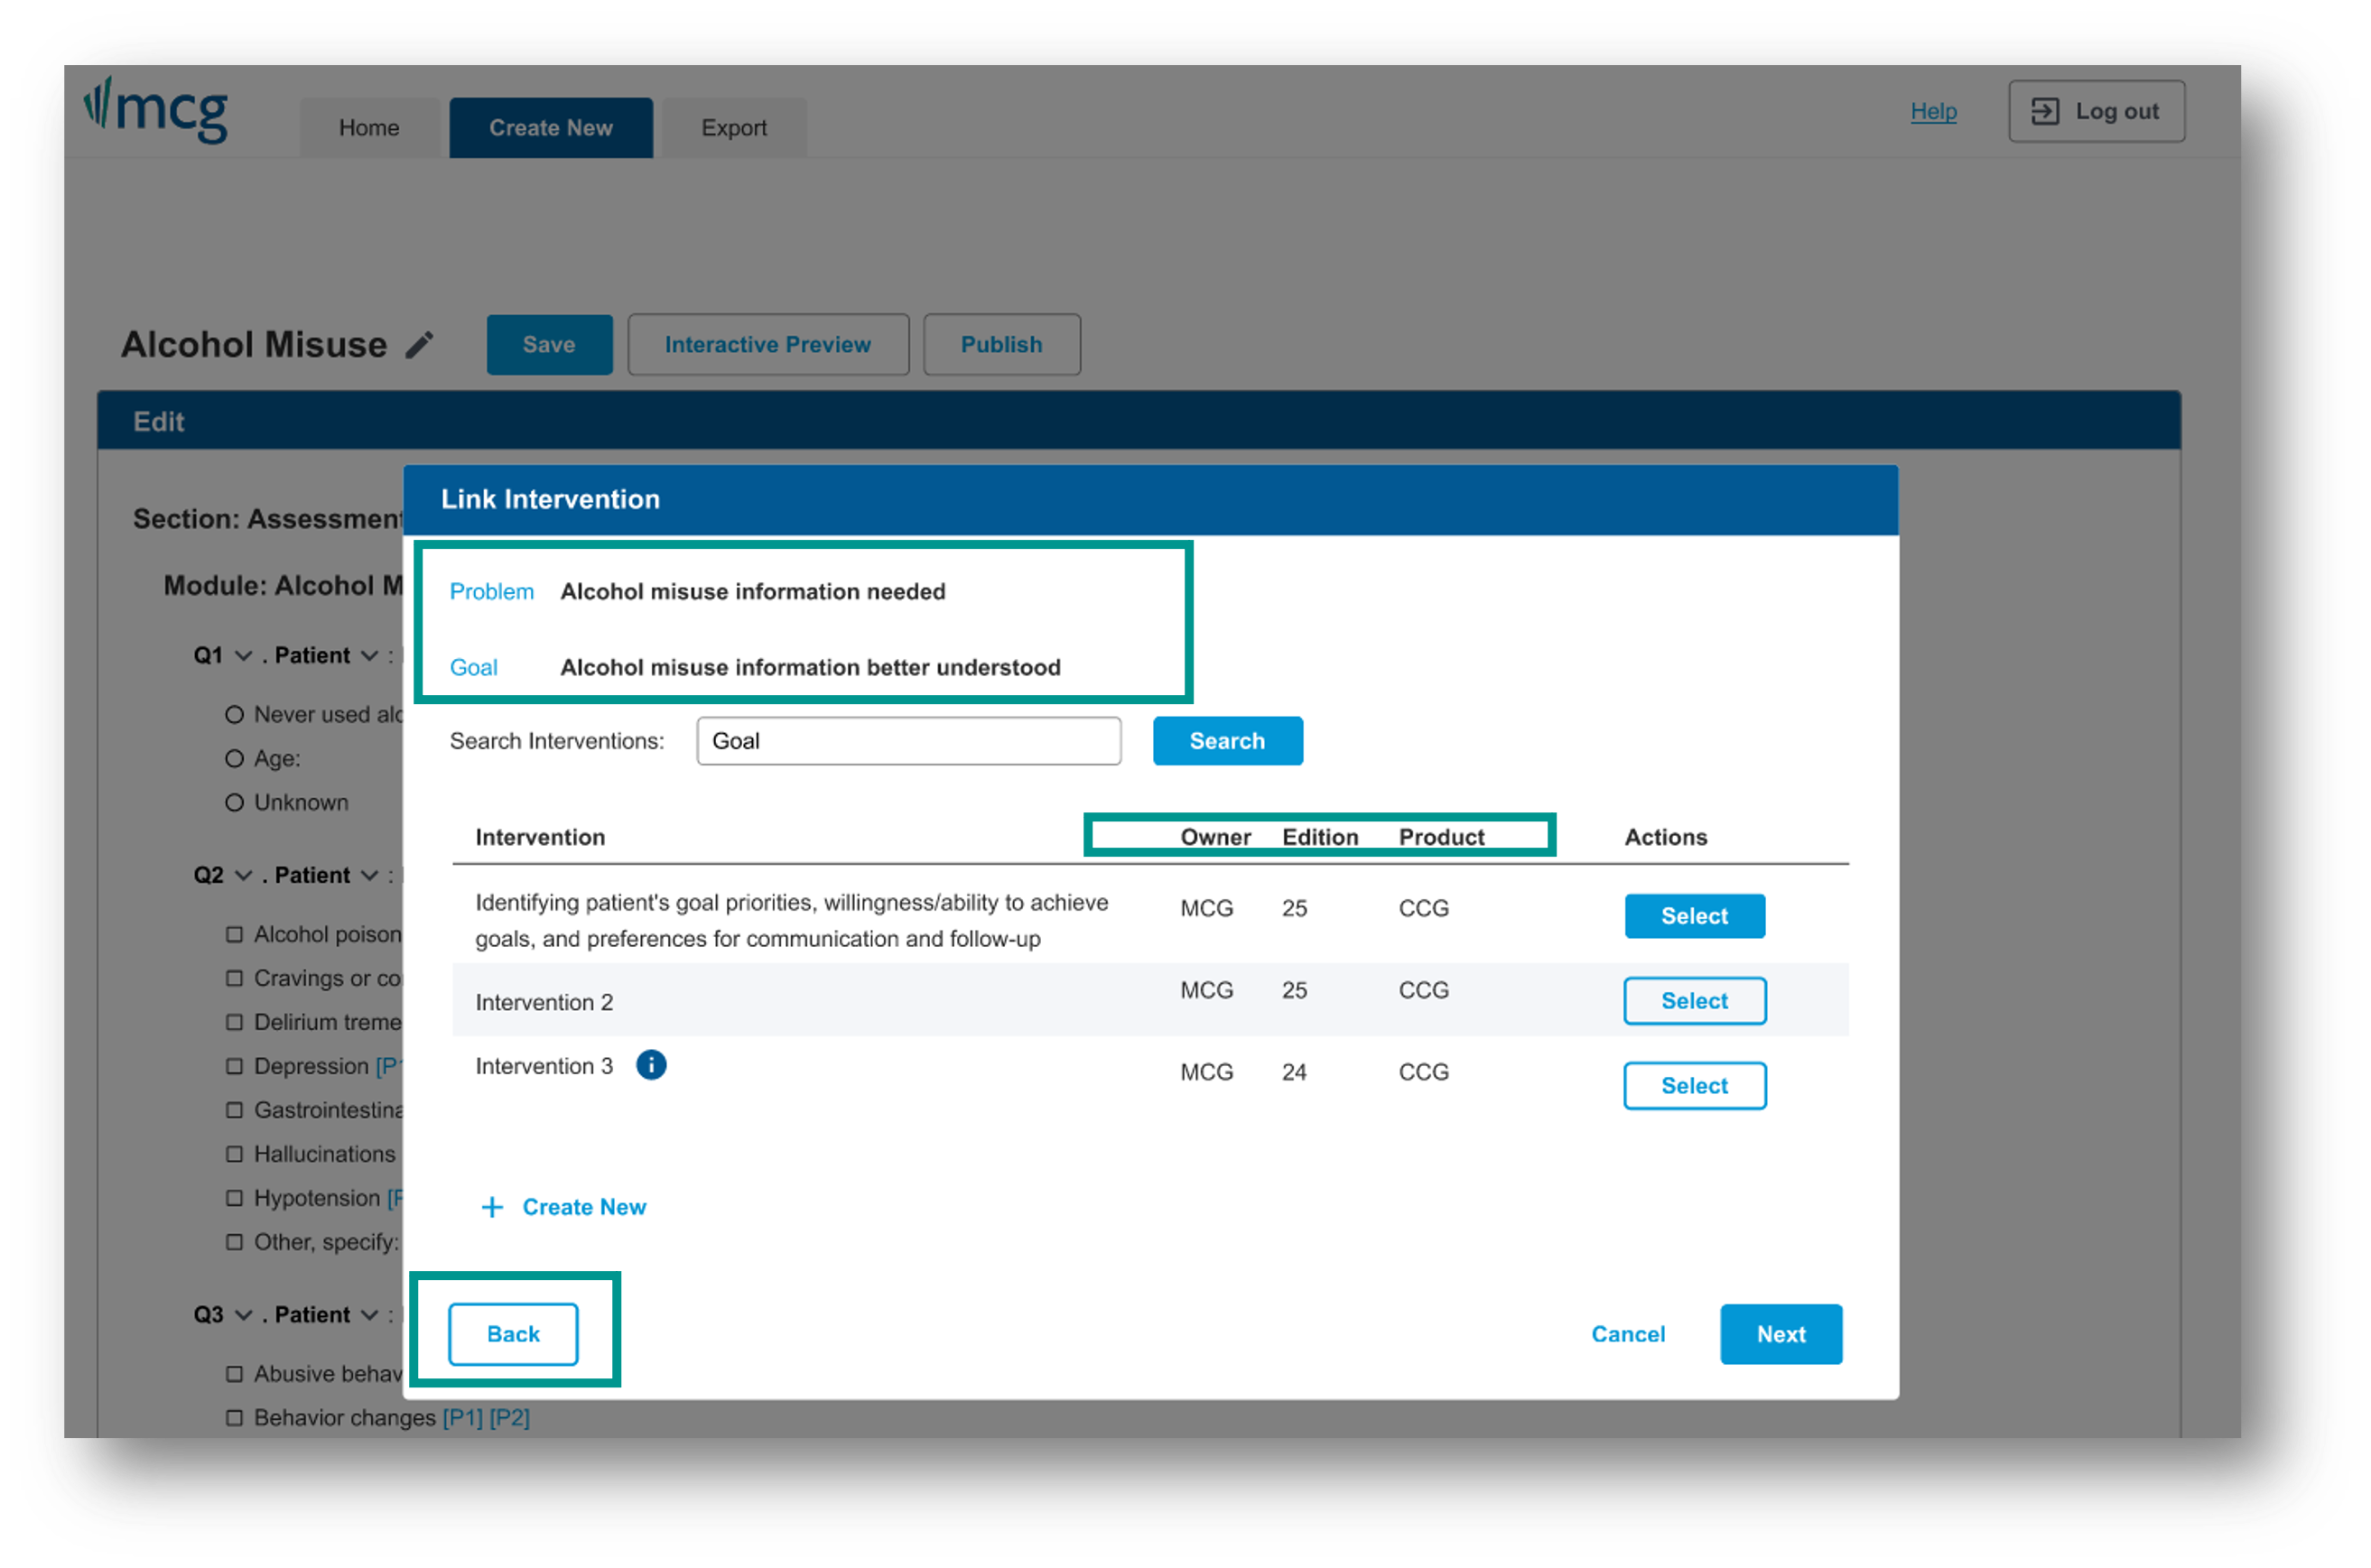 mcg
Home
Create New
Export
Help
Log out
Alcohol Misuse
Save
Interactive Preview
Publish
Edit
Section: Assessment
Module: Alcohol M
Q1 . Patient :
Never used alc
Age:
Unknown
Q2 . Patient :
Alcohol poison
Cravings or co
Delirium treme
Depression [P1
Gastrointestina
Hallucinations
Hypotension [P
Other, specify:
Q3 . Patient :
Abusive behav
Behavior changes [P1] [P2]
Link Intervention
Problem Alcohol misuse information needed
Goal Alcohol misuse information better understood
Search Interventions: Goal Search
Intervention Owner Edition Product Actions
Identifying patient's goal priorities, willingness/ability to achieve
goals, and preferences for communication and follow-up
MCG 25 CCG Select
Intervention 2 MCG 25 CCG Select
Intervention 3 i MCG 24 CCG Select
+ Create New
Back
Cancel
Next